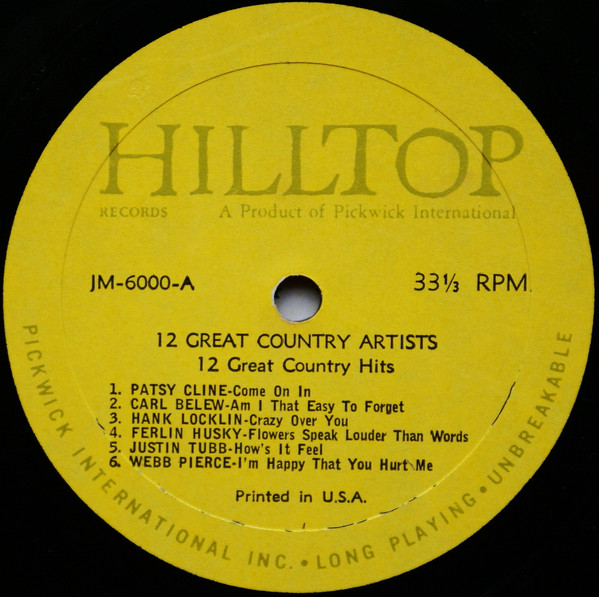 HILLTOP
RECORDS A Product of Pickwick International
JM-6000-A 33⅓ RPM
12 GREAT COUNTRY ARTISTS
12 Great Country Hits
1. PATSY CLINE-Come On In
2. CARL BELEW-Am I That Easy To Forget
3. HANK LOCKLIN-Crazy Over You
4. FERLIN HUSKY-Flowers Speak Louder Than Words
5. JUSTIN TUBB-How's It Feel
6. WEBB PIERCE-I'm Happy That You Hurt Me
Printed in U.S.A.
PICKWICK INTERNATIONAL INC. • LONG PLAYING • UNBREAKABLE